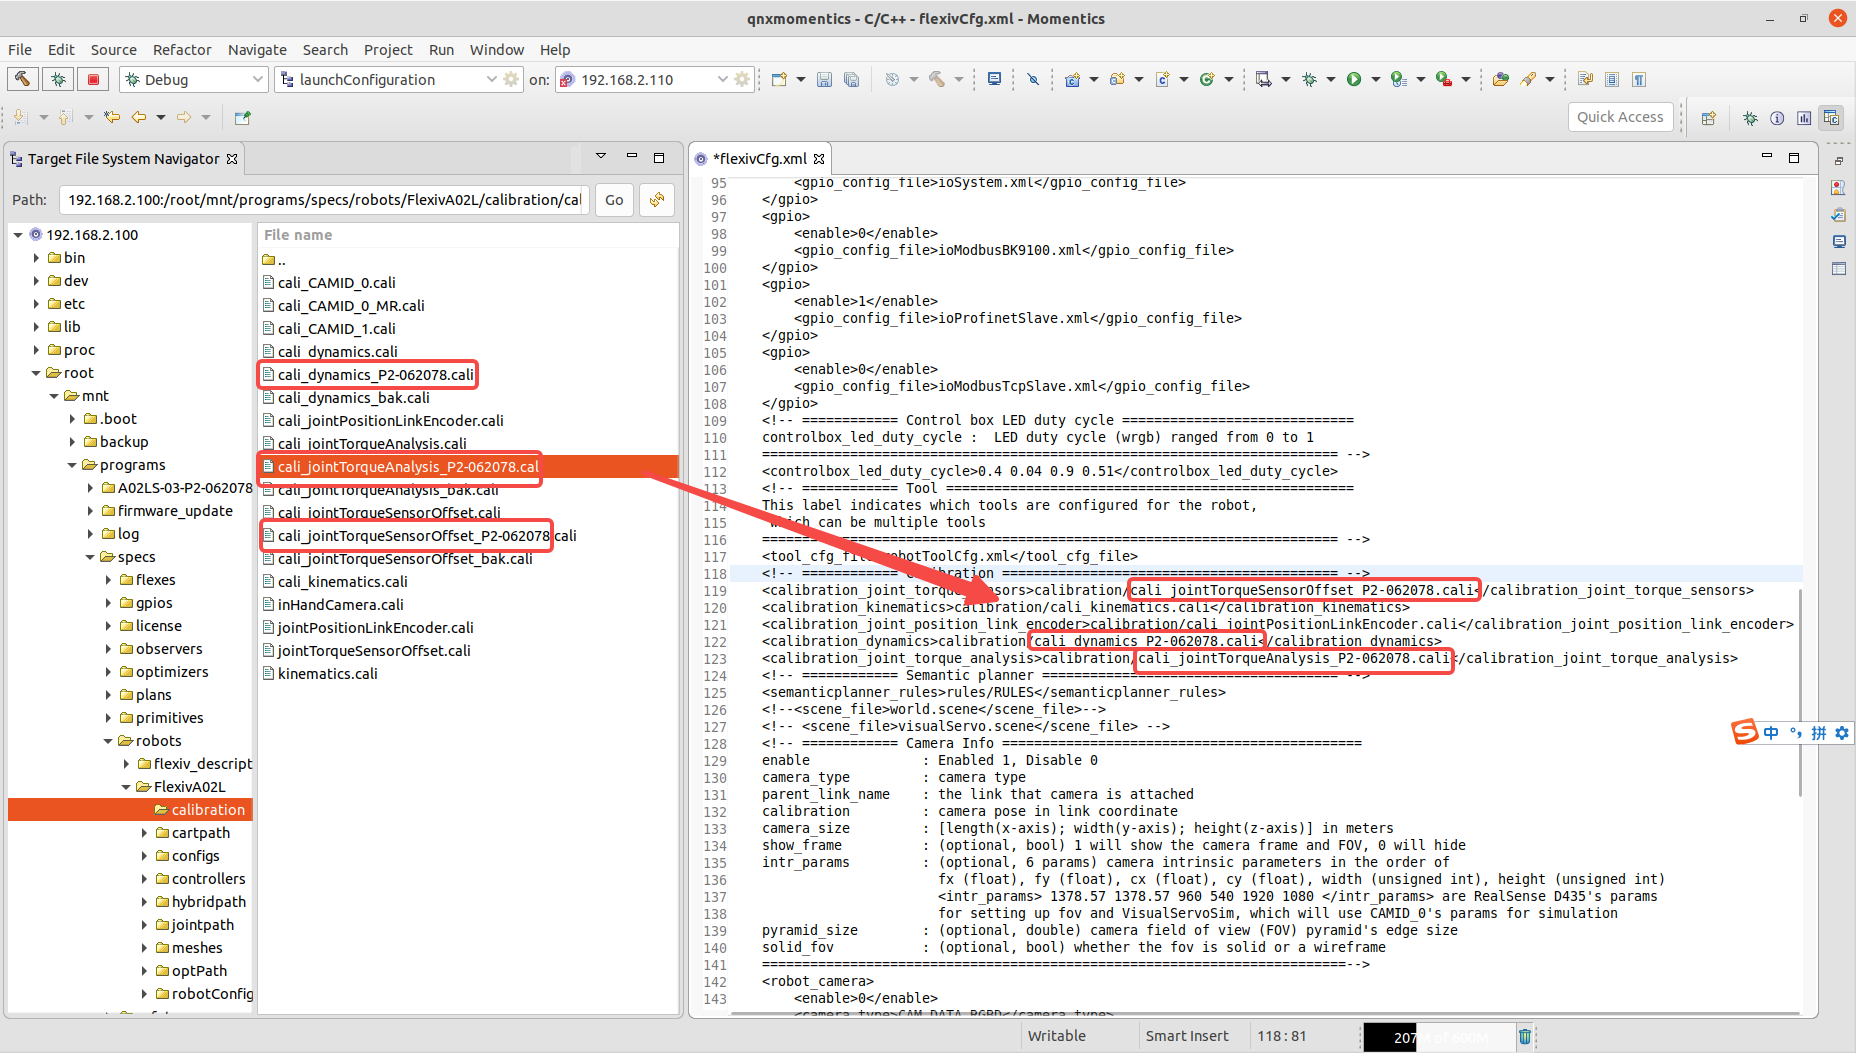 qnxmomentics - C/C++ - flexivCfg.xml - Momentics
File Edit Source Refactor Navigate Search Project Run Window Help
Debug launchConfiguration on: 192.168.2.110
Quick Access
Target File System Navigator
Path: 192.168.2.100:/root/mnt/programs/specs/robots/FlexivA02L/calibration/cal Go
192.168.2.100
bin
dev
etc
lib
proc
root
mnt
.boot
backup
programs
A02LS-03-P2-062078
firmware_update
log
specs
flexes
gpios
license
observers
optimizers
plans
primitives
robots
flexiv_descript
FlexivA02L
calibration
cartpath
configs
controllers
hybridpath
jointpath
meshes
optPath
robotConfig
File name
..
cali_CAMID_0.cali
cali_CAMID_0_MR.cali
cali_CAMID_1.cali
cali_dynamics.cali
cali_dynamics_P2-062078.cali
cali_dynamics_bak.cali
cali_jointPositionLinkEncoder.cali
cali_jointTorqueAnalysis.cali
cali_jointTorqueAnalysis_P2-062078.cal
cali_jointTorqueAnalysis_bak.cali
cali_jointTorqueSensorOffset.cali
cali_jointTorqueSensorOffset_P2-062078.cali
cali_jointTorqueSensorOffset_bak.cali
cali_kinematics.cali
inHandCamera.cali
jointPositionLinkEncoder.cali
jointTorqueSensorOffset.cali
kinematics.cali
*flexivCfg.xml
95 <gpio_config_file>ioSystem.xml</gpio_config_file>
96 </gpio>
97 <gpio>
98 <enable>0</enable>
99 <gpio_config_file>ioModbusBK9100.xml</gpio_config_file>
100 </gpio>
101 <gpio>
102 <enable>1</enable>
103 <gpio_config_file>ioProfinetSlave.xml</gpio_config_file>
104 </gpio>
105 <gpio>
106 <enable>0</enable>
107 <gpio_config_file>ioModbusTcpSlave.xml</gpio_config_file>
108 </gpio>
109 <!-- ============ Control box LED duty cycle =============================
110 controlbox_led_duty_cycle : LED duty cycle (wrgb) ranged from 0 to 1
111 ======================================================================== -->
112 <controlbox_led_duty_cycle>0.4 0.04 0.9 0.51</controlbox_led_duty_cycle>
113 <!-- ============ Tool ==================================================
114 This label indicates which tools are configured for the robot,
115 which can be multiple tools
116 ======================================================================== -->
117 <tool_cfg_file>robotToolCfg.xml</tool_cfg_file>
118 <!-- ============ Calibration ========================================== -->
119 <calibration_joint_torque_sensors>calibration/cali_jointTorqueSensorOffset_P2-062078.cali</calibration_joint_torque_sensors>
120 <calibration_kinematics>calibration/cali_kinematics.cali</calibration_kinematics>
121 <calibration_joint_position_link_encoder>calibration/cali_jointPositionLinkEncoder.cali</calibration_joint_position_link_encoder>
122 <calibration_dynamics>calibration/cali_dynamics_P2-062078.cali</calibration_dynamics>
123 <calibration_joint_torque_analysis>calibration/cali_jointTorqueAnalysis_P2-062078.cali</calibration_joint_torque_analysis>
124 <!-- ============ Semantic planner ===================================== -->
125 <semanticplanner_rules>rules/RULES</semanticplanner_rules>
126 <!--<scene_file>world.scene</scene_file>-->
127 <!-- <scene_file>visualServo.scene</scene_file> -->
128 <!-- ============ Camera Info =============================================
129 enable : Enabled 1, Disable 0
130 camera_type : camera type
131 parent_link_name : the link that camera is attached
132 calibration : camera pose in link coordinate
133 camera_size : [length(x-axis); width(y-axis); height(z-axis)] in meters
134 show_frame : (optional, bool) 1 will show the camera frame and FOV, 0 will hide
135 intr_params : (optional, 6 params) camera intrinsic parameters in the order of
136 fx (float), fy (float), cx (float), cy (float), width (unsigned int), height (unsigned int)
137 <intr_params> 1378.57 1378.57 960 540 1920 1080 </intr_params> are RealSense D435's params
138 for setting up fov and VisualServoSim, which will use CAMID_0's params for simulation
139 pyramid_size : (optional, double) camera field of view (FOV) pyramid's edge size
140 solid_fov : (optional, bool) whether the fov is solid or a wireframe
141 =========================================================================-->
142 <robot_camera>
143 <enable>0</enable>
<camera_type>CAM_DATA_RGBD</camera_type>
中 拼
Writable Smart Insert 118 : 81 207M of 800M